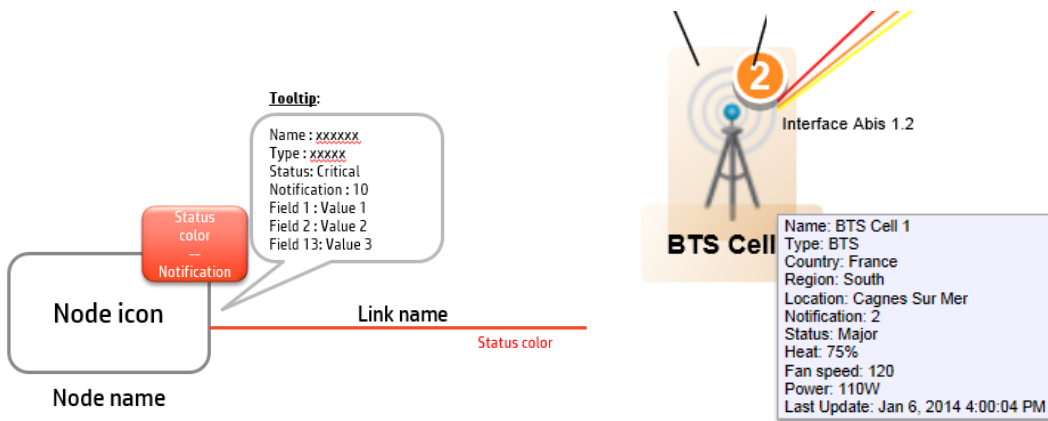 Tooltip:
Name : xxxxxx
Type : xxxxx
Status: Critical
Notification : 10
Field 1 : Value 1
Field 2 : Value 2
Field 13: Value 3
Status
color
—
Notification
Node icon
Link name
Status color
Node name
2
Interface Abis 1.2
BTS Cell
Name: BTS Cell 1
Type: BTS
Country: France
Region: South
Location: Cagnes Sur Mer
Notification: 2
Status: Major
Heat: 75%
Fan speed: 120
Power: 110W
Last Update: Jan 6, 2014 4:00:04 PM